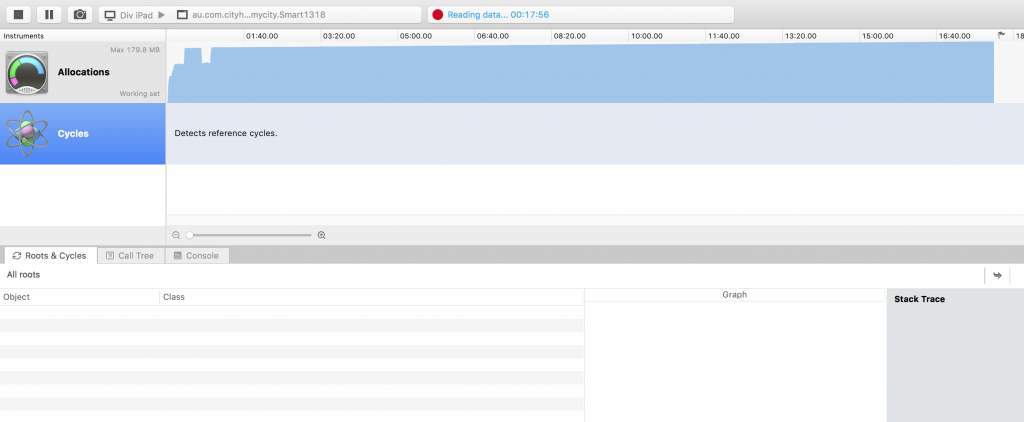 Div iPad
au.com.cityh...mycity.Smart1318
Reading data... 00:17:56
Instruments
01:40.00 03:20.00 05:00.00 06:40.00 08:20.00 10:00.00 11:40.00 13:20.00 15:00.00 16:40.00 18
Max 179.8 MB
Allocations
Working set
Cycles
Detects reference cycles.
Roots & Cycles Call Tree Console
All roots
Object Class Graph Stack Trace